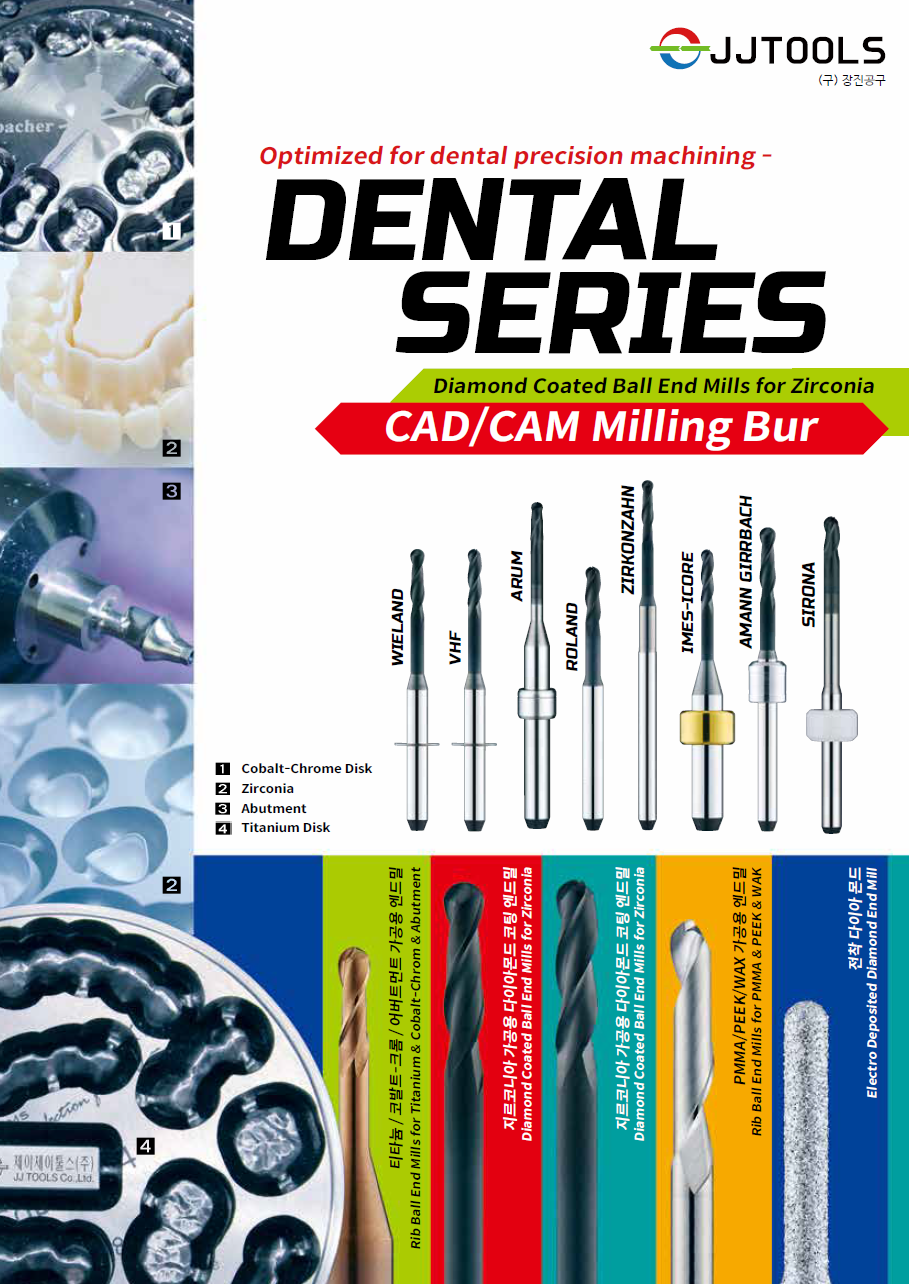 JJTOOLS
(구) 장진공구
Optimized for dental precision machining -
DENTAL
SERIES
Diamond Coated Ball End Mills for Zirconia
CAD/CAM Milling Bur
WIELAND
VHF
ARUM
ROLAND
ZIRKONZAHN
IMES-ICORE
AMANN GIRRBACH
SIRONA
1 Cobalt-Chrome Disk
2 Zirconia
3 Abutment
4 Titanium Disk
1
2
3
2
4
티타늄 / 코발트-크롬 / 어버트먼트 가공용 엔드밀
Rib Ball End Mills for Titanium & Cobalt-Chrom & Abutment
지르코니아 가공용 다이아몬드 코팅 엔드밀
Diamond Coated Ball End Mills for Zirconia
지르코니아 가공용 다이아몬드 코팅 엔드밀
Diamond Coated Ball End Mills for Zirconia
PMMA/PEEK/WAX 가공용 엔드밀
Rib Ball End Mills for PMMA & PEEK & WAK
전착 다이아 몬드
Electro Deposited Diamond End Mill
제이제이툴스(주)
JJ TOOLS Co.,Ltd.